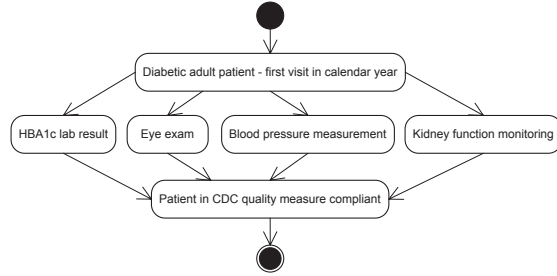 Diabetic adult patient - first visit in calendar year
HBA1c lab result
Eye exam
Blood pressure measurement
Kidney function monitoring
Patient in CDC quality measure compliant